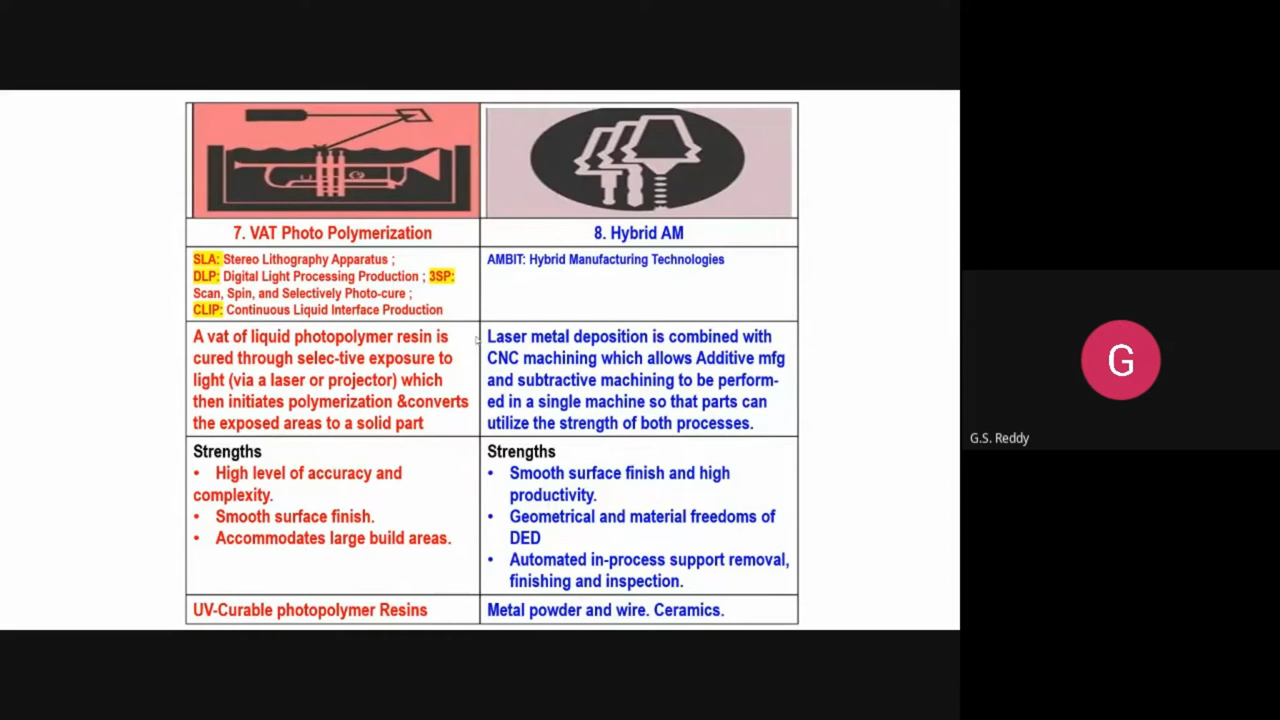 7. VAT Photo Polymerization
8. Hybrid AM
SLA: Stereo Lithography Apparatus ;
DLP: Digital Light Processing Production ; 3SP:
Scan, Spin, and Selectively Photo-cure ;
CLIP: Continuous Liquid Interface Production
AMBIT: Hybrid Manufacturing Technologies
A vat of liquid photopolymer resin is
cured through selec-tive exposure to
light (via a laser or projector) which
then initiates polymerization &converts
the exposed areas to a solid part
Laser metal deposition is combined with
CNC machining which allows Additive mfg
and subtractive machining to be perform-
ed in a single machine so that parts can
utilize the strength of both processes.
Strengths
• High level of accuracy and
complexity.
• Smooth surface finish.
• Accommodates large build areas.
Strengths
• Smooth surface finish and high
productivity.
• Geometrical and material freedoms of
DED
• Automated in-process support removal,
finishing and inspection.
UV-Curable photopolymer Resins
Metal powder and wire. Ceramics.
G
G.S. Reddy